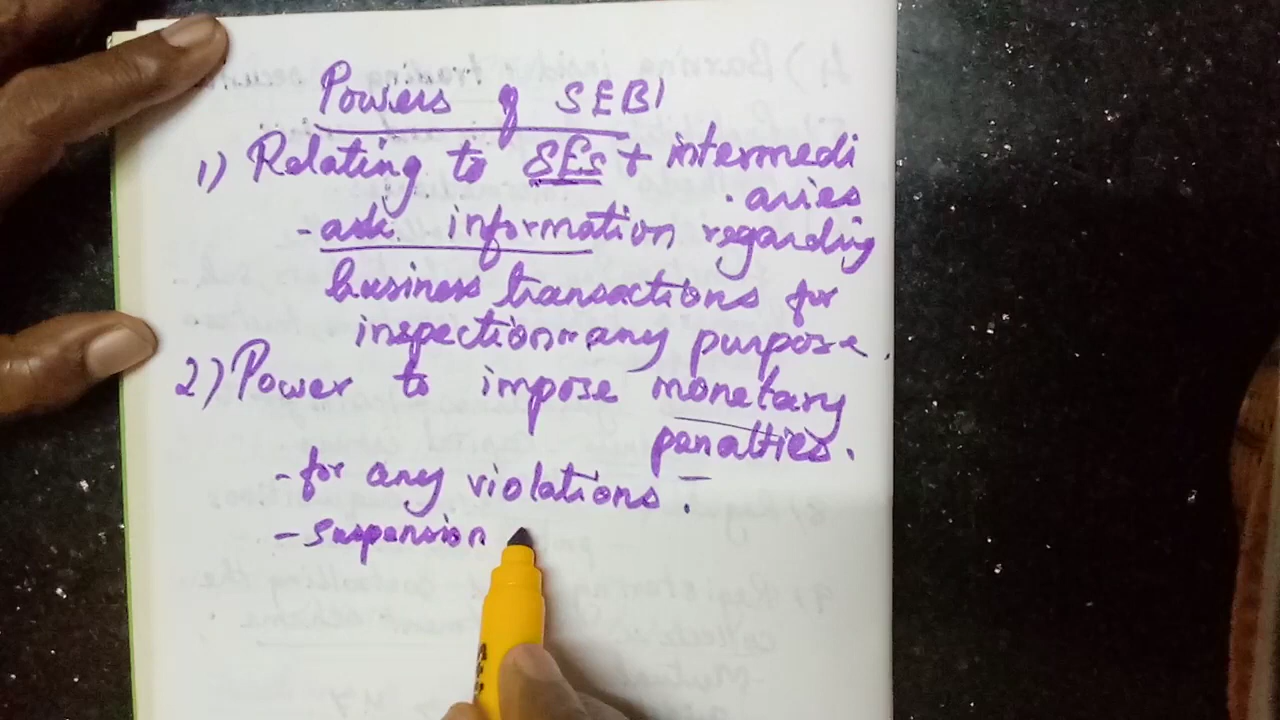 Powers of SEBI
1) Relating to SEs + intermedi
aries
- ask information regarding
business transactions for
inspection or any purpose.
2) Power to impose monetary
penalties.
- for any violations.
- suspension